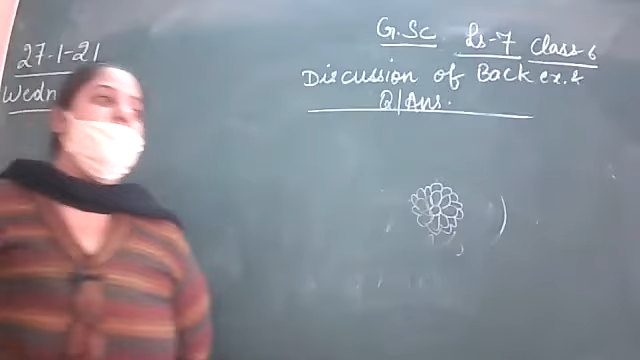 27-1-21
Wedn
G.Sc. Ls-7 Class-6
Discussion of Back ex. &
Q/Ans.